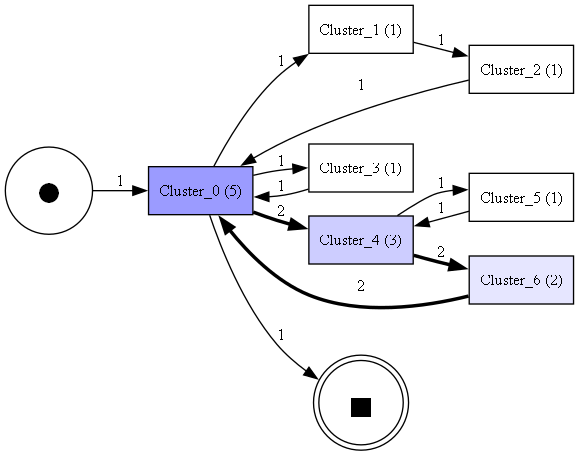 Cluster_1 (1)
1
1
Cluster_2 (1)
1
1
Cluster_0 (5)
1
Cluster_3 (1)
1
2
Cluster_4 (3)
1
Cluster_5 (1)
1
2
Cluster_6 (2)
2
1